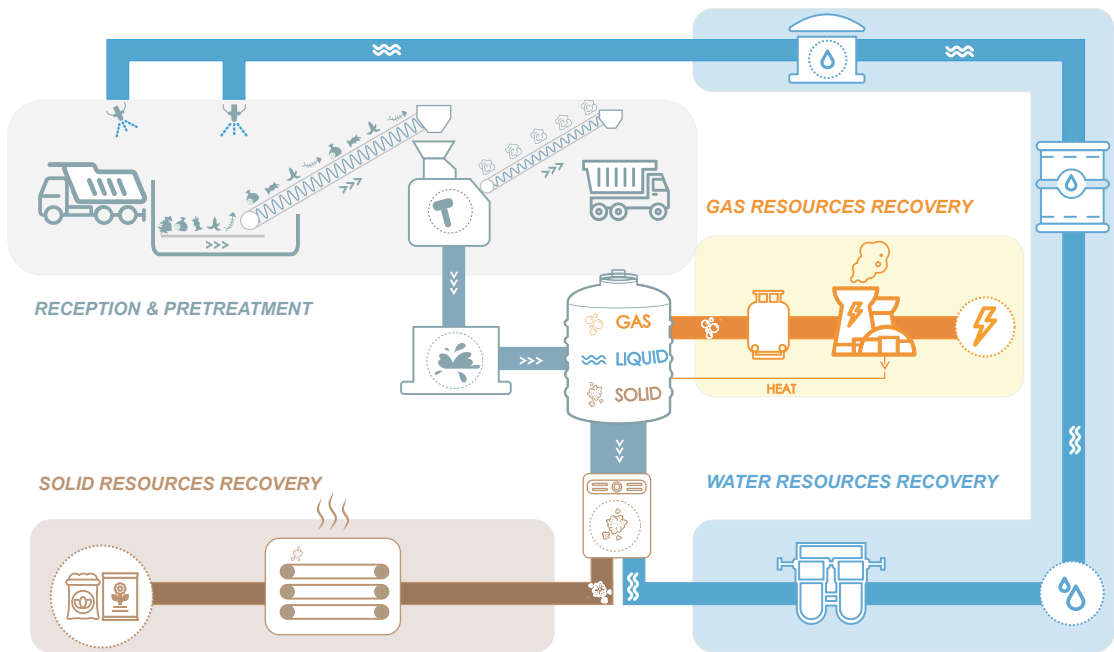 GAS RESOURCES RECOVERY
RECEPTION & PRETREATMENT
GAS
LIQUID
SOLID
HEAT
SOLID RESOURCES RECOVERY
WATER RESOURCES RECOVERY